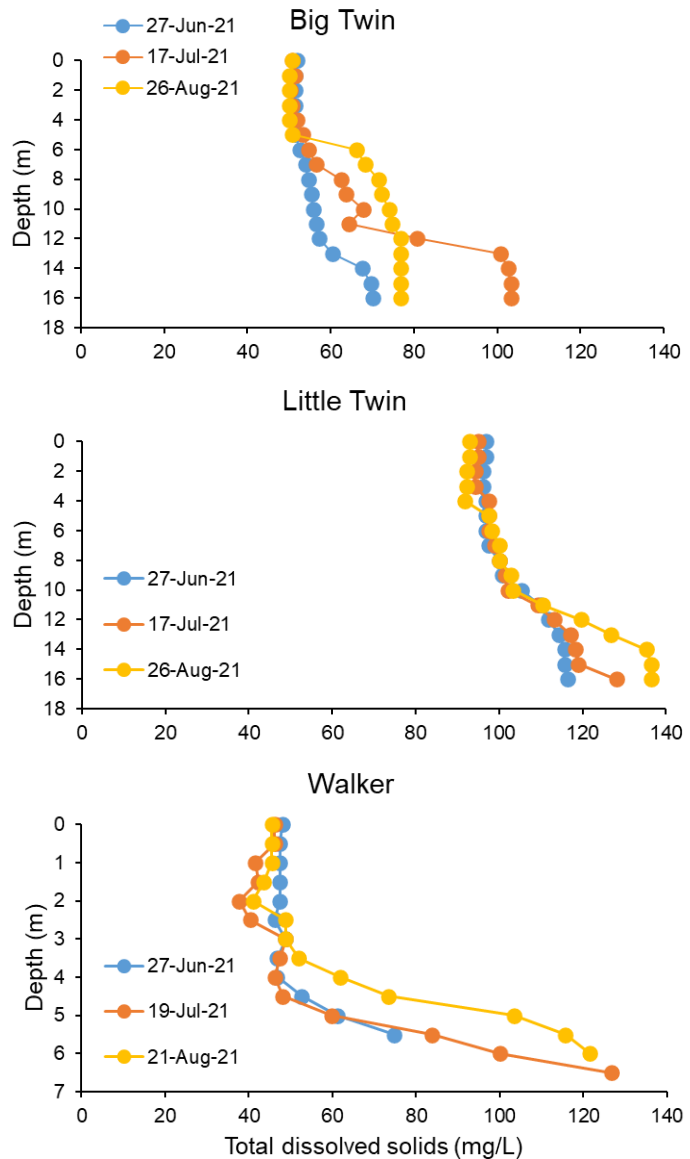 Big Twin
27-Jun-21
17-Jul-21
26-Aug-21
Depth (m)
0
2
4
6
8
10
12
14
16
18
0 20 40 60 80 100 120 140
Little Twin
Depth (m)
0
2
4
6
8
10
12
14
16
18
27-Jun-21
17-Jul-21
26-Aug-21
0 20 40 60 80 100 120 140
Walker
Depth (m)
0
1
2
3
4
5
6
7
27-Jun-21
19-Jul-21
21-Aug-21
0 20 40 60 80 100 120 140
Total dissolved solids (mg/L)